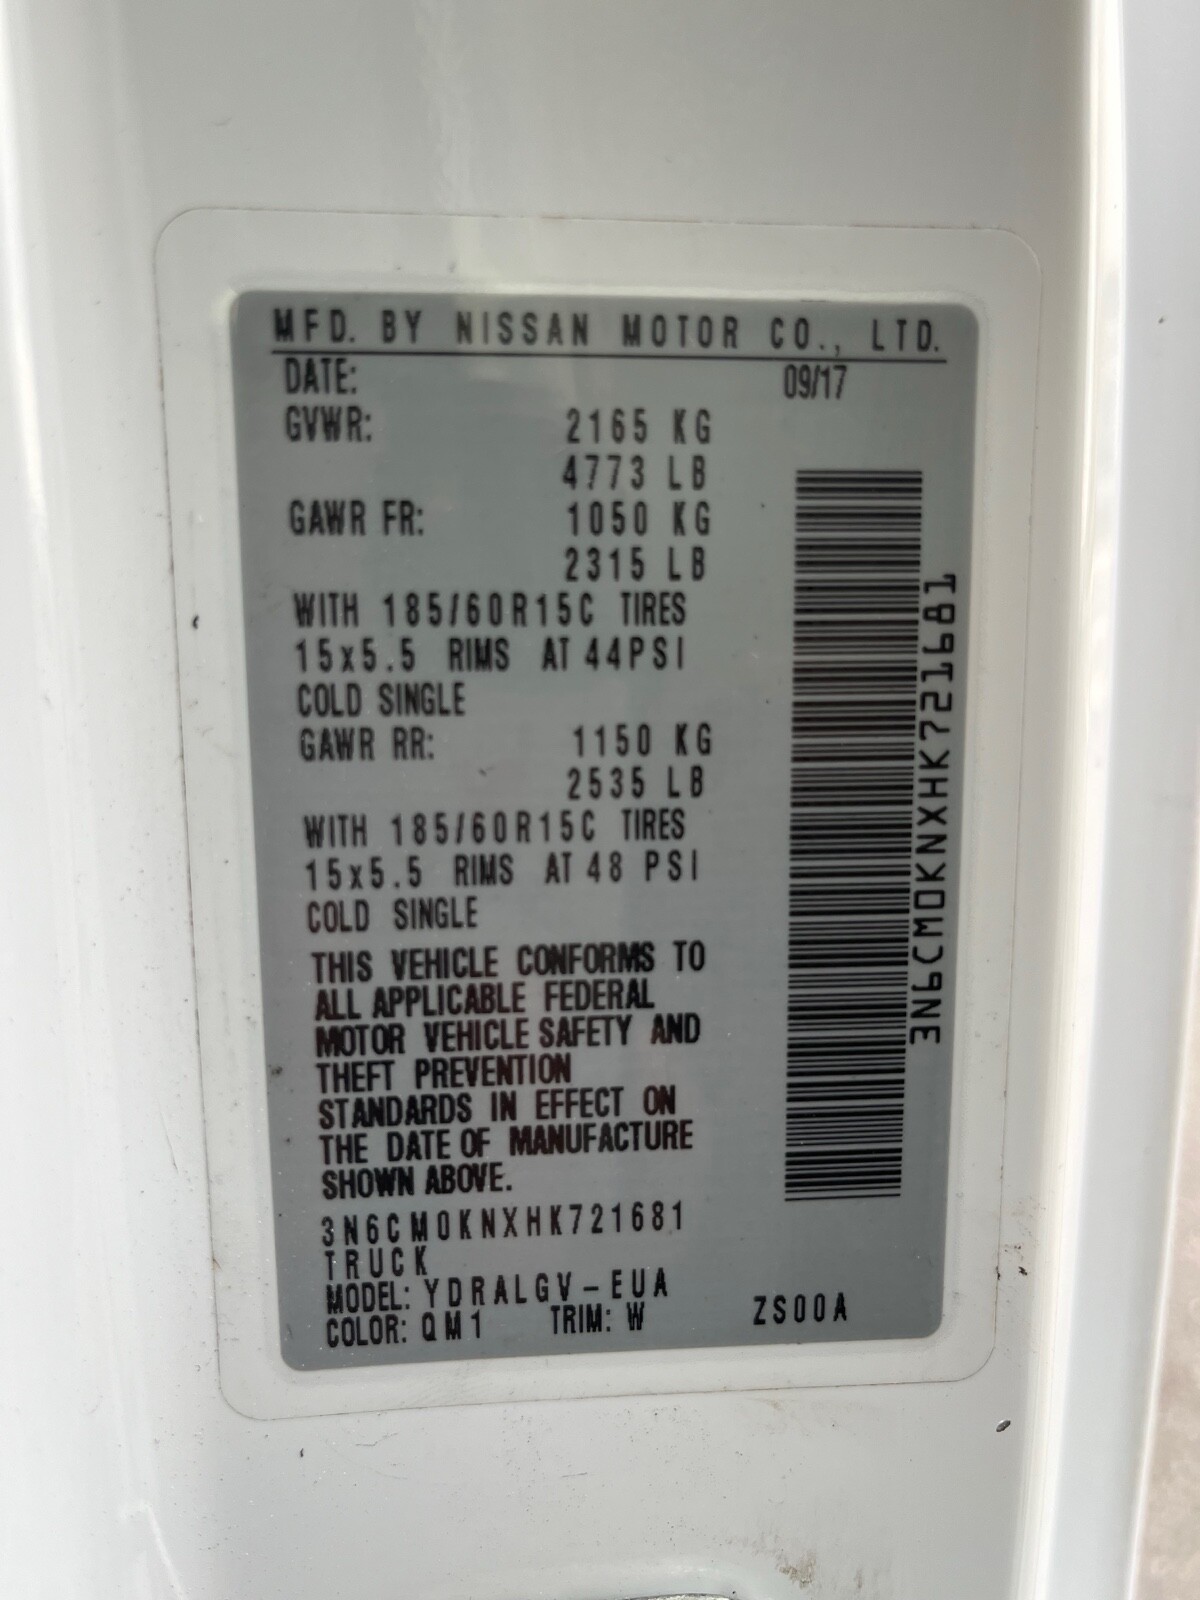 MFD. BY NISSAN MOTOR CO., LTD.
DATE: 09/17
GVWR: 2165 KG
4773 LB
GAWR FR: 1050 KG
2315 LB
WITH 185/60R15C TIRES
15x5.5 RIMS AT 44PSI
COLD SINGLE
GAWR RR: 1150 KG
2535 LB
WITH 185/60R15C TIRES
15x5.5 RIMS AT 48 PSI
COLD SINGLE
THIS VEHICLE CONFORMS TO
ALL APPLICABLE FEDERAL
MOTOR VEHICLE SAFETY AND
THEFT PREVENTION
STANDARDS IN EFFECT ON
THE DATE OF MANUFACTURE
SHOWN ABOVE.
3N6CM0KNXHK721681
TRUCK
MODEL: YDRALGV-EUA
COLOR: QM1 TRIM: W ZS00A
3N6CM0KNXHK721681